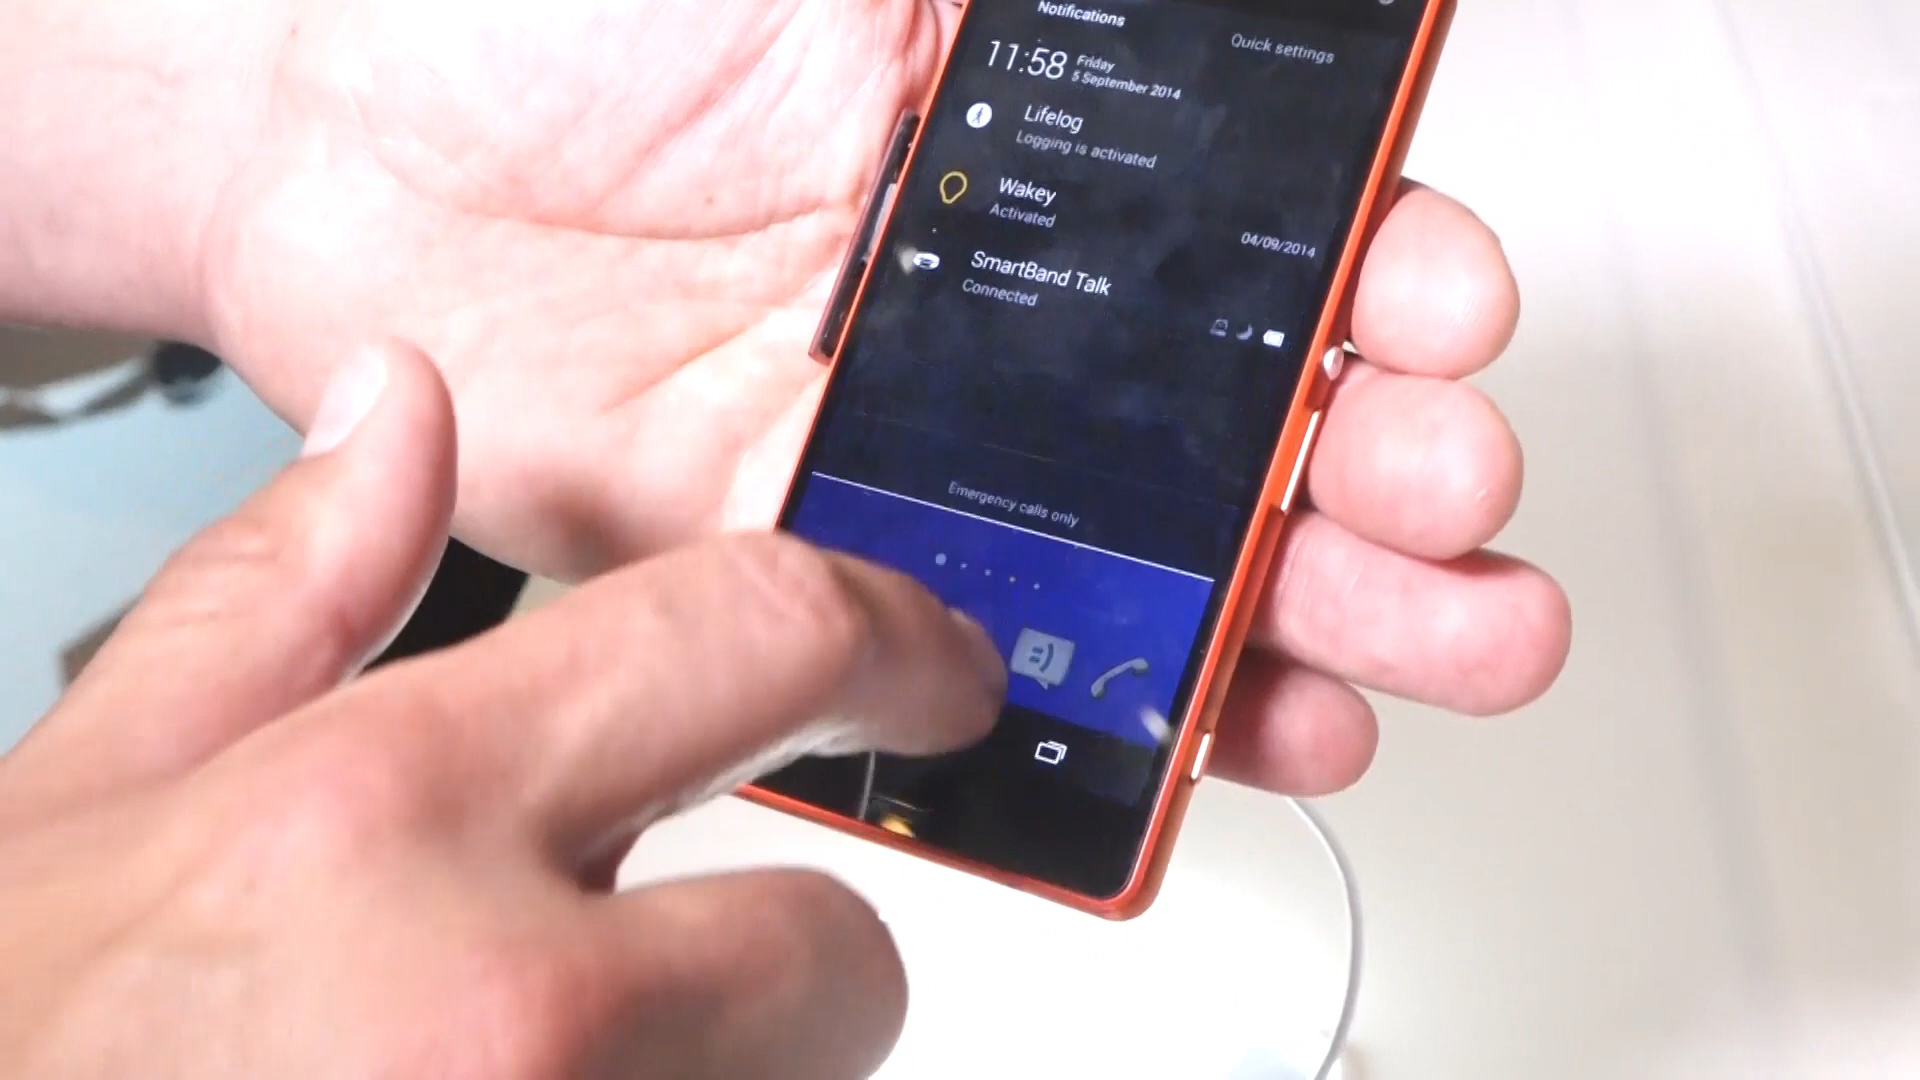 Notifications
Quick settings
11:58
Friday
5 September 2014
Lifelog
Logging is activated
Wakey
Activated
04/09/2014
SmartBand Talk
Connected
Emergency calls only